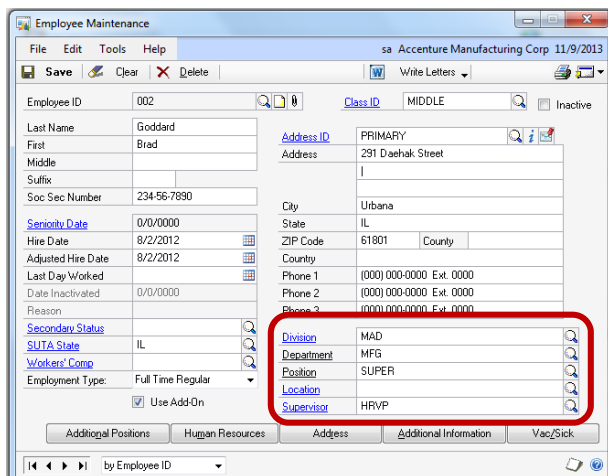 Employee Maintenance
File Edit Tools Help sa Accenture Manufacturing Corp 11/9/2013
Save Clear Delete Write Letters
Employee ID 002 Class ID MIDDLE Inactive
Last Name Goddard
First Brad
Middle
Suffix
Soc Sec Number 234-56-7890
Address ID PRIMARY
Address 291 Daehak Street
City Urbana
State IL
ZIP Code 61801 County
Country
Phone 1 (000) 000-0000 Ext. 0000
Phone 2 (000) 000-0000 Ext. 0000
Phone 3 (000) 000-0000 Ext. 0000
Seniority Date 0/0/0000
Hire Date 8/2/2012
Adjusted Hire Date 8/2/2012
Last Day Worked
Date Inactivated 0/0/0000
Reason
Secondary Status
SUTA State IL
Workers' Comp
Employment Type: Full Time Regular
Use Add-On
Division MAD
Department MFG
Position SUPER
Location
Supervisor HRVP
Additional Positions Human Resources Address Additional Information Vac/Sick
by Employee ID